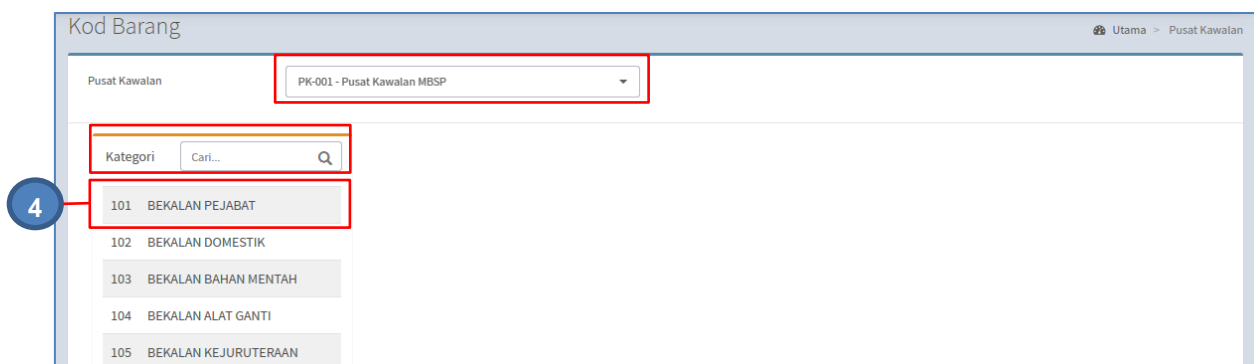 Kod Barang
Utama > Pusat Kawalan
Pusat Kawalan
PK-001 - Pusat Kawalan MBSP
Kategori
Cari...
4
101 BEKALAN PEJABAT
102 BEKALAN DOMESTIK
103 BEKALAN BAHAN MENTAH
104 BEKALAN ALAT GANTI
105 BEKALAN KEJURUTERAAN